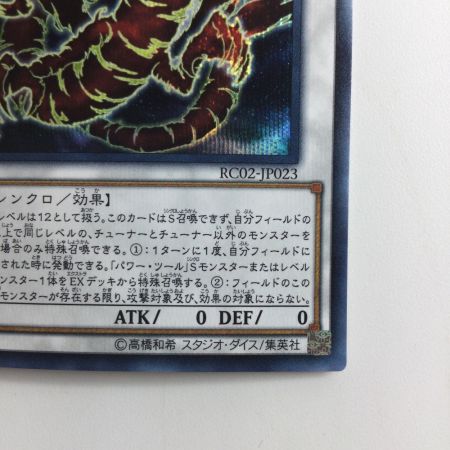 RC02-JP023
シンクロ／効果】
レベルは12として扱う。このカードはS召喚できず、自分フィールドの
上で同じレベルの、チューナーとチューナー以外のモンスターを
場合のみ特殊召喚できる。①：1ターンに1度、自分フィールドに
された時に発動できる。「パワー・ツール」Sモンスターまたはレベル
モンスター1体をEXデッキから特殊召喚する。②：フィールドのこの
モンスターが存在する限り、攻撃対象及び、効果の対象にならない。
ATK/ 0 DEF/ 0
©高橋和希 スタジオ・ダイス/集英社